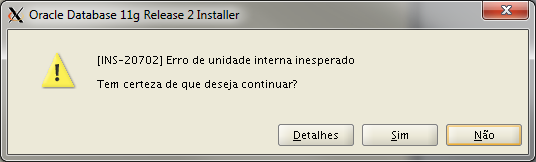 Oracle Database 11g Release 2 Installer
[INS-20702] Erro de unidade interna inesperado
Tem certeza de que deseja continuar?
Detalhes Sim Não